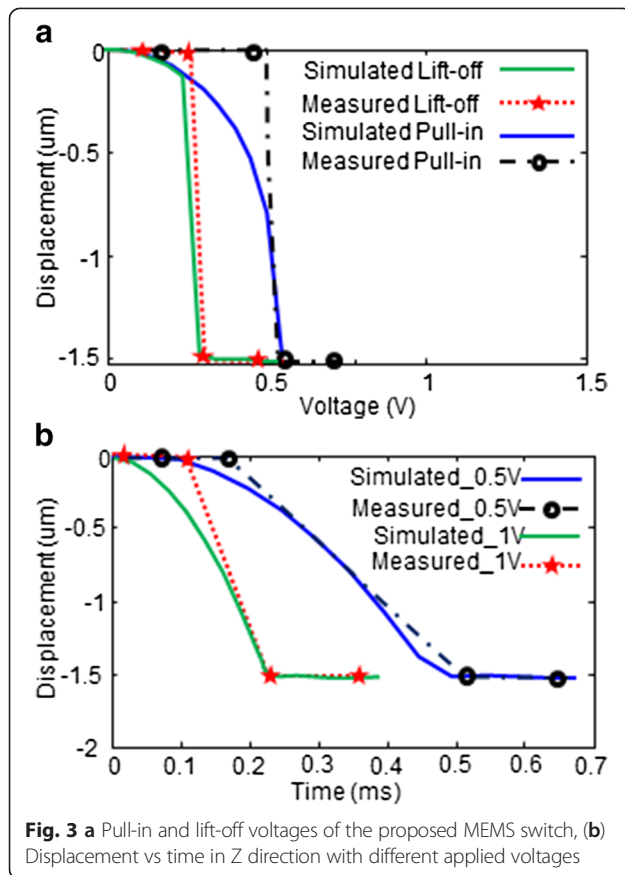 a
0
-0.5
-1
-1.5
Displacement (um)
Simulated Lift-off
Measured Lift-off
Simulated Pull-in
Measured Pull-in
0 0.5 1 1.5
Voltage (V)
b
0
-0.5
-1
-1.5
-2
Displacement (um)
Simulated_0.5V
Measured_0.5V
Simulated_1V
Measured_1V
0 0.1 0.2 0.3 0.4 0.5 0.6 0.7
Time (ms)
Fig. 3 a Pull-in and lift-off voltages of the proposed MEMS switch, (b)
Displacement vs time in Z direction with different applied voltages